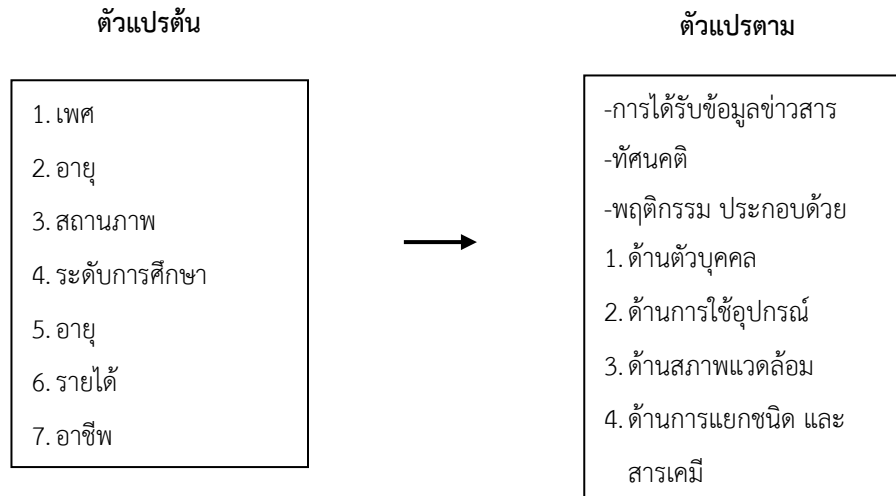 ตัวแปรต้น
1. เพศ
2. อายุ
3. สถานภาพ
4. ระดับการศึกษา
5. อายุ
6. รายได้
7. อาชีพ
ตัวแปรตาม
-การได้รับข้อมูลข่าวสาร
-ทัศนคติ
-พฤติกรรม ประกอบด้วย
1. ด้านตัวบุคคล
2. ด้านการใช้อุปกรณ์
3. ด้านสภาพแวดล้อม
4. ด้านการแยกชนิด และ
สารเคมี